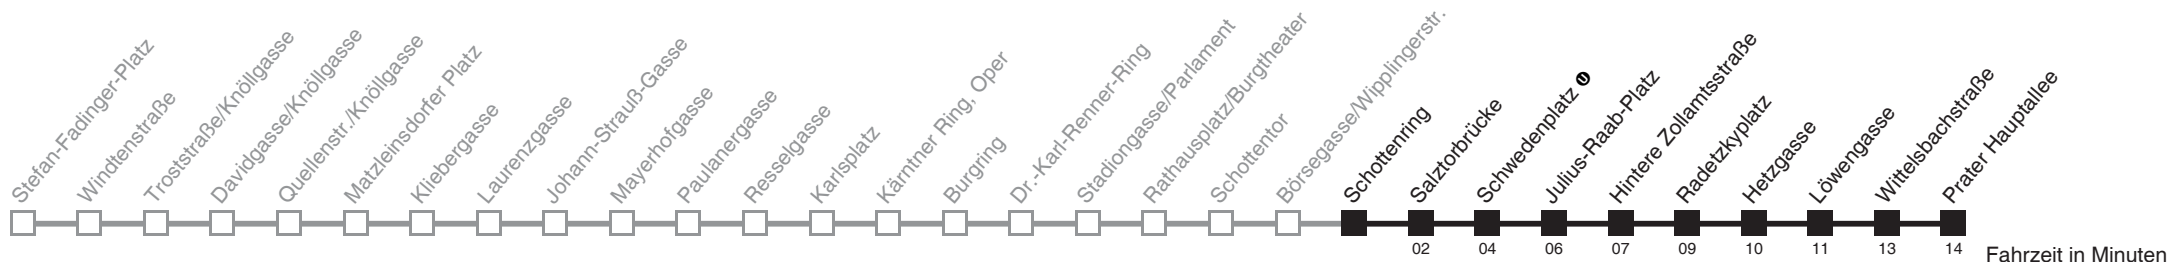 Stefan-Fadinger-Platz
Windtenstraße
Troststraße/Knöllgasse
Davidgasse/Knöllgasse
Quellenstr./Knöllgasse
Matzleinsdorfer Platz
Kliebergasse
Laurenzgasse
Johann-Strauß-Gasse
Mayerhofgasse
Paulanergasse
Resselgasse
Karlsplatz
Kärntner Ring, Oper
Burgring
Dr.-Karl-Renner-Ring
Stadiongasse/Parlament
Rathausplatz/Burgtheater
Schottentor
Börsegasse/Wipplingerstr.
Schottenring
Salztorbrücke
Schwedenplatz U
Julius-Raab-Platz
Hintere Zollamtsstraße
Radetzkyplatz
Hetzgasse
Löwengasse
Wittelsbachstraße
Prater Hauptallee
02 04 06 07 09 10 11 13 14 Fahrzeit in Minuten